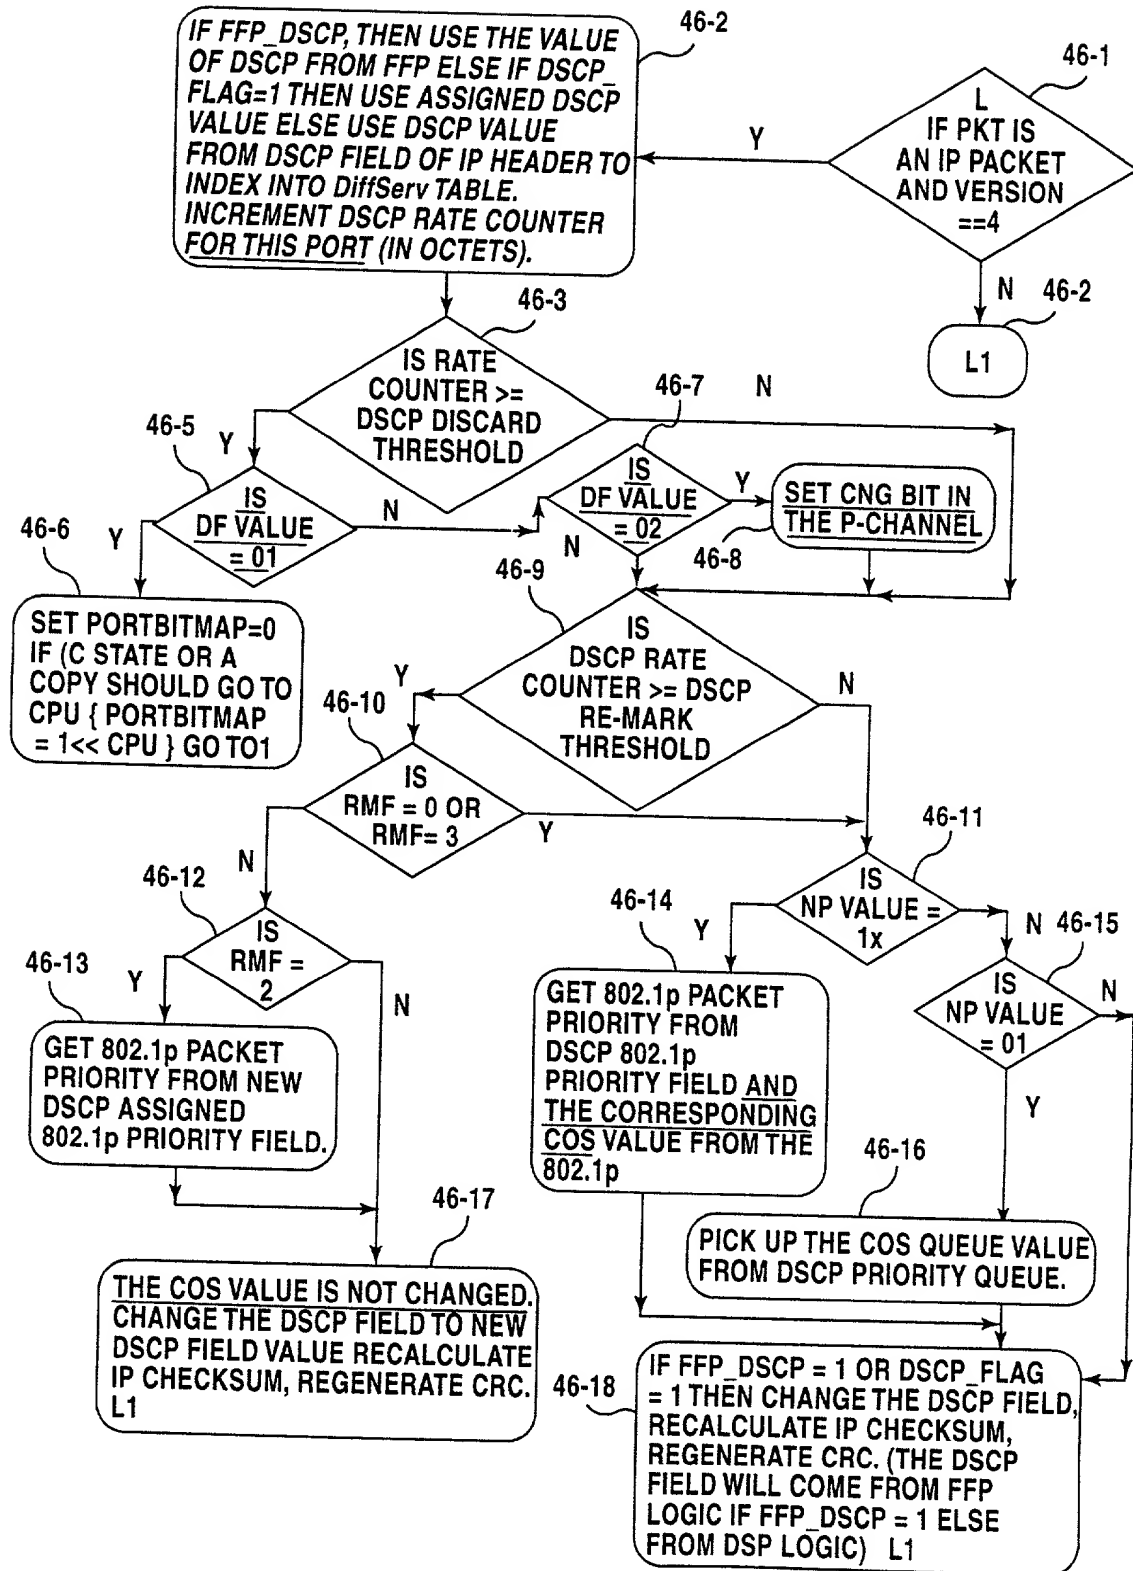 46-2
IF FFP_DSCP, THEN USE THE VALUE
OF DSCP FROM FFP ELSE IF DSCP_
FLAG=1 THEN USE ASSIGNED DSCP
VALUE ELSE USE DSCP VALUE
FROM DSCP FIELD OF IP HEADER TO
INDEX INTO DiffServ TABLE.
INCREMENT DSCP RATE COUNTER
FOR THIS PORT (IN OCTETS).
46-1
L
IF PKT IS
AN IP PACKET
AND VERSION
==4
Y
N
46-2
L1
46-3
IS RATE
COUNTER >=
DSCP DISCARD
THRESHOLD
Y
N
46-5
IS
DF VALUE
= 01
Y
N
46-7
IS
DF VALUE
= 02
Y
N
46-8
SET CNG BIT IN
THE P-CHANNEL
46-6
SET PORTBITMAP=0
IF (C STATE OR A
COPY SHOULD GO TO
CPU { PORTBITMAP
= 1<< CPU } GO TO1
46-9
IS
DSCP RATE
COUNTER >= DSCP
RE-MARK
THRESHOLD
Y
N
46-10
IS
RMF = 0 OR
RMF= 3
Y
N
46-11
IS
NP VALUE =
1x
Y
N
46-12
IS
RMF =
2
Y
N
46-13
GET 802.1p PACKET
PRIORITY FROM NEW
DSCP ASSIGNED
802.1p PRIORITY FIELD.
46-14
GET 802.1p PACKET
PRIORITY FROM
DSCP 802.1p
PRIORITY FIELD AND
THE CORRESPONDING
COS VALUE FROM THE
802.1p
46-15
IS
NP VALUE
= 01
N
Y
46-16
PICK UP THE COS QUEUE VALUE
FROM DSCP PRIORITY QUEUE.
46-17
THE COS VALUE IS NOT CHANGED.
CHANGE THE DSCP FIELD TO NEW
DSCP FIELD VALUE RECALCULATE
IP CHECKSUM, REGENERATE CRC.
L1
46-18
IF FFP_DSCP = 1 OR DSCP_FLAG
= 1 THEN CHANGE THE DSCP FIELD,
RECALCULATE IP CHECKSUM,
REGENERATE CRC. (THE DSCP
FIELD WILL COME FROM FFP
LOGIC IF FFP_DSCP = 1 ELSE
FROM DSP LOGIC) L1